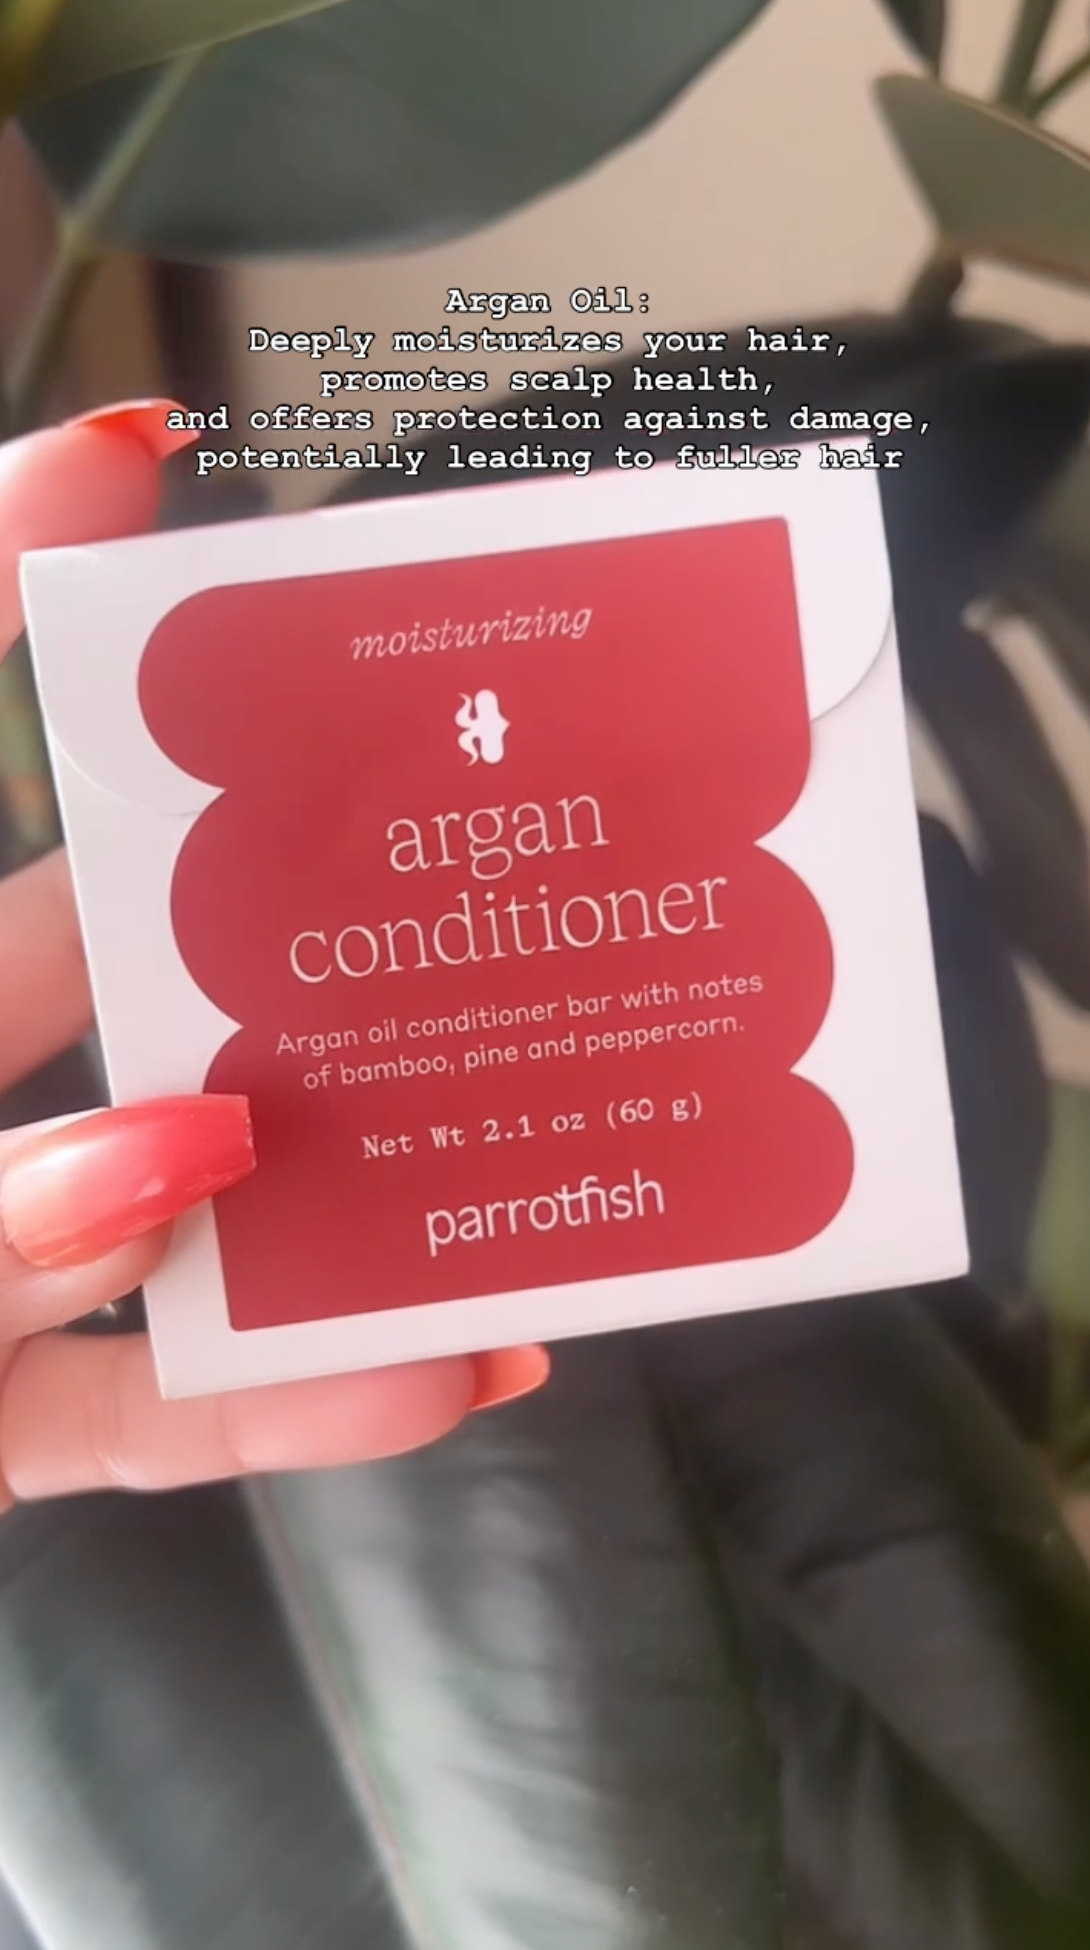 Argan Oil:
Deeply moisturizes your hair,
promotes scalp health,
and offers protection against damage,
potentially leading to fuller hair
moisturizing
argan
conditioner
Argan oil conditioner bar with notes
of bamboo, pine and peppercorn.
Net Wt 2.1 oz (60 g)
parrotfish